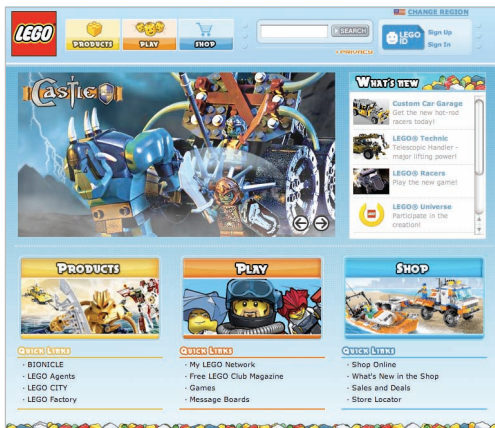 CHANGE REGION
LEGO
PRODUCTS
PLAY
SHOP
SEARCH
PRIVACY
LEGO ID
Sign Up
Sign In
Castle
WHAT'S NEW
Custom Car Garage
Get the new hot-rod
racers today!
LEGO® Technic
Telescopic Handler -
major lifting power!
LEGO® Racers
Play the new game!
LEGO® Universe
Participate in the
creation!
PRODUCTS
PLAY
SHOP
QUICK LINKS
· BIONICLE
· LEGO Agents
· LEGO CITY
· LEGO Factory
QUICK LINKS
· My LEGO Network
· Free LEGO Club Magazine
· Games
· Message Boards
QUICK LINKS
· Shop Online
· What's New in the Shop
· Sales and Deals
· Store Locator